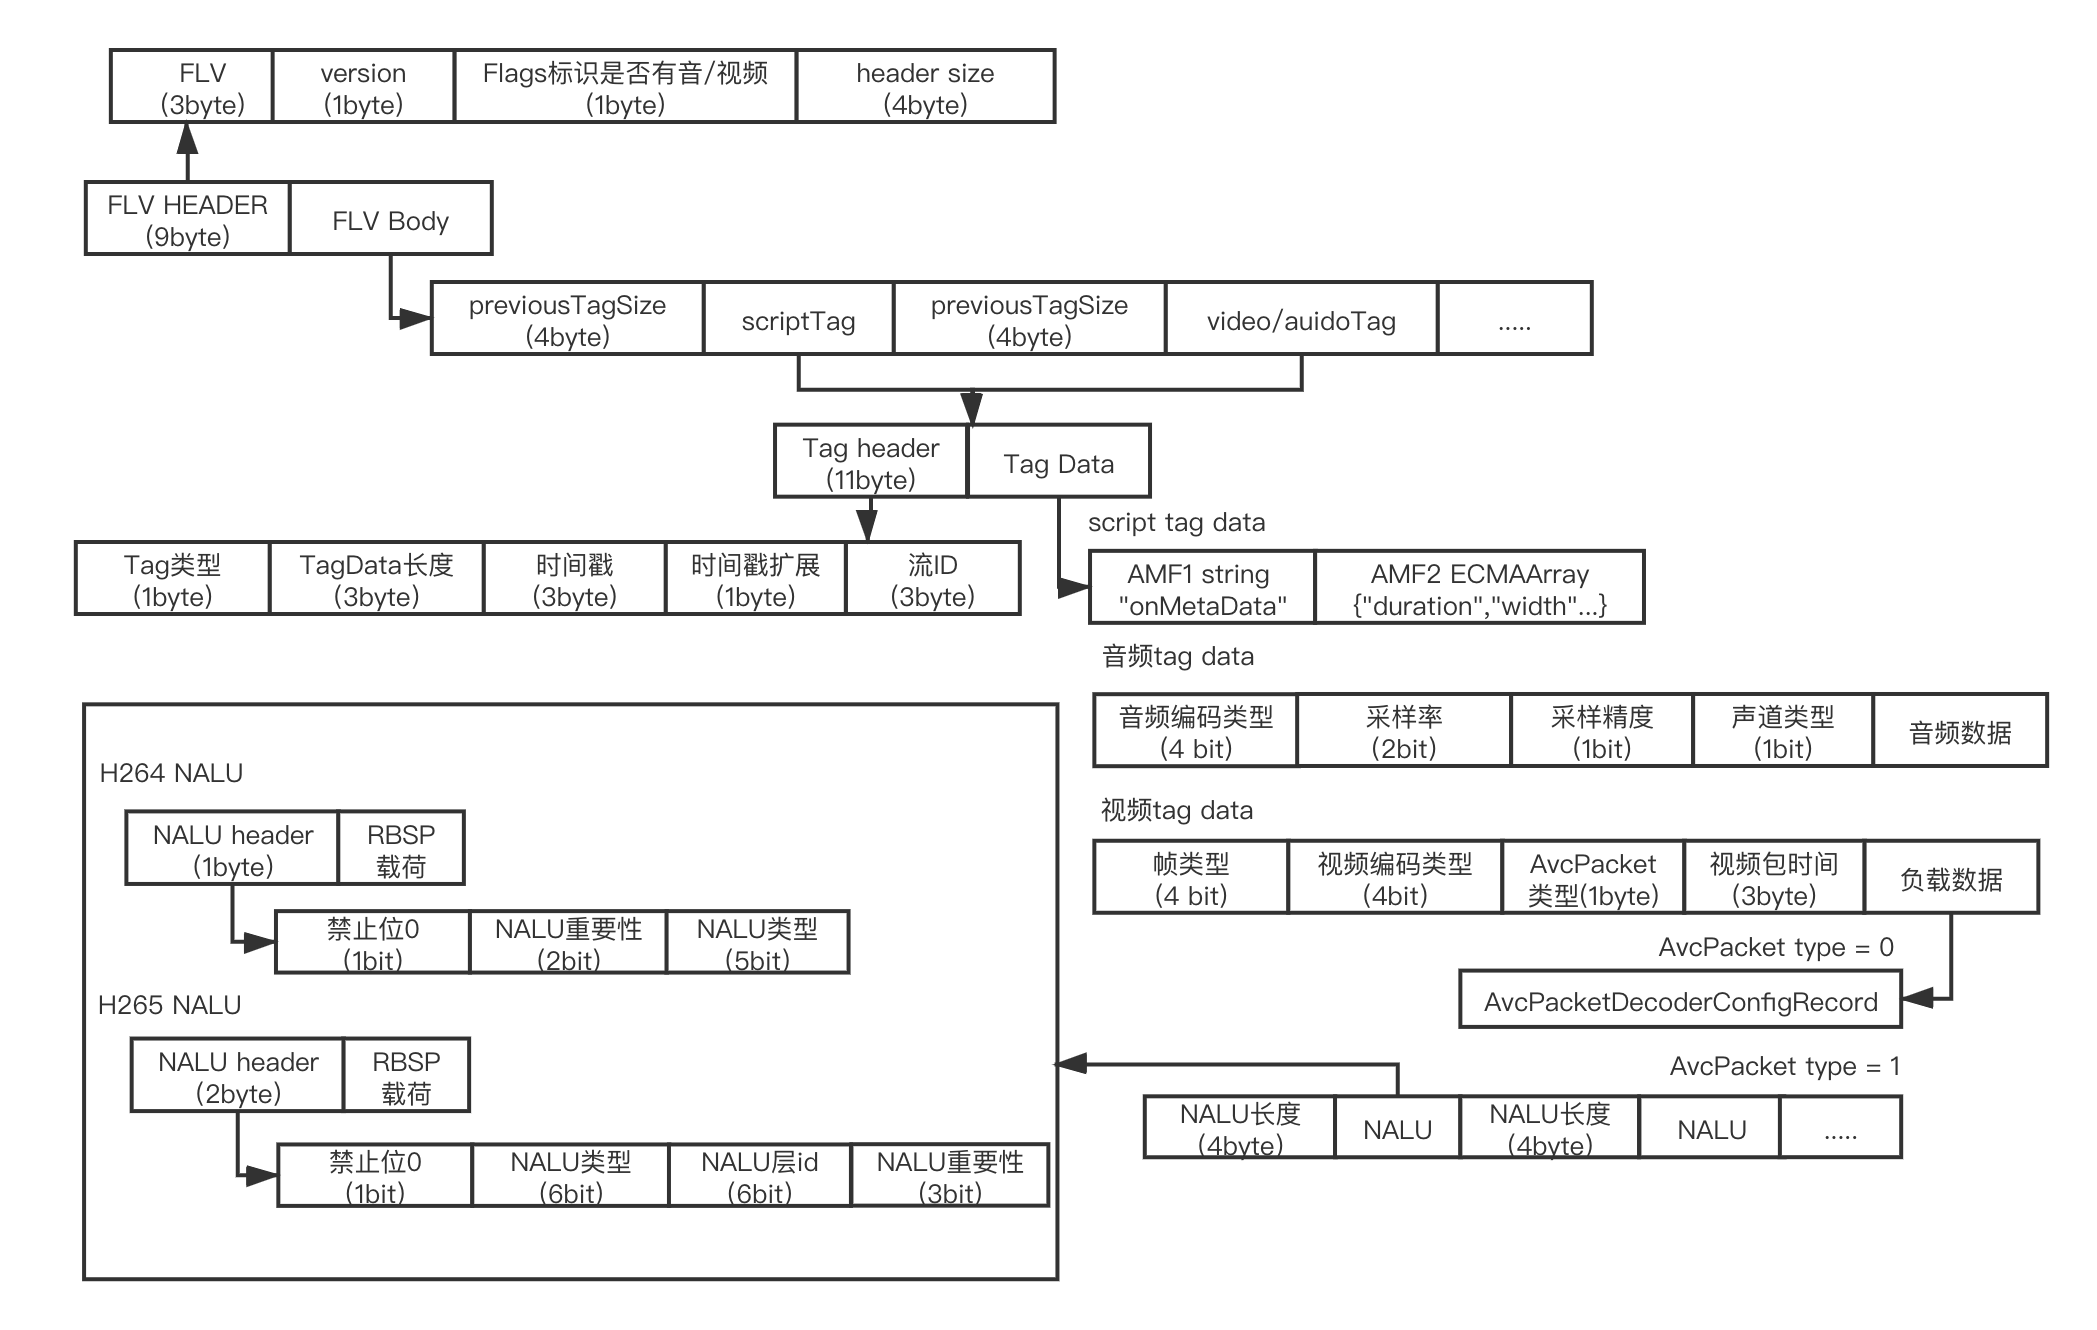 FLV
(3byte)
version
(1byte)
Flags标识是否有音/视频
(1byte)
header size
(4byte)
FLV HEADER
(9byte)
FLV Body
previousTagSize
(4byte)
scriptTag
previousTagSize
(4byte)
video/auidoTag
.....
Tag header
(11byte)
Tag Data
script tag data
Tag类型
(1byte)
TagData长度
(3byte)
时间戳
(3byte)
时间戳扩展
(1byte)
流ID
(3byte)
AMF1 string
"onMetaData"
AMF2 ECMAArray
{"duration","width"...}
音频tag data
音频编码类型
(4 bit)
采样率
(2bit)
采样精度
(1bit)
声道类型
(1bit)
音频数据
视频tag data
帧类型
(4 bit)
视频编码类型
(4bit)
AvcPacket
类型(1byte)
视频包时间
(3byte)
负载数据
AvcPacket type = 0
AvcPacketDecoderConfigRecord
AvcPacket type = 1
NALU长度
(4byte)
NALU
NALU长度
(4byte)
NALU
.....
H264 NALU
NALU header
(1byte)
RBSP
载荷
禁止位0
(1bit)
NALU重要性
(2bit)
NALU类型
(5bit)
H265 NALU
NALU header
(2byte)
RBSP
载荷
禁止位0
(1bit)
NALU类型
(6bit)
NALU层id
(6bit)
NALU重要性
(3bit)